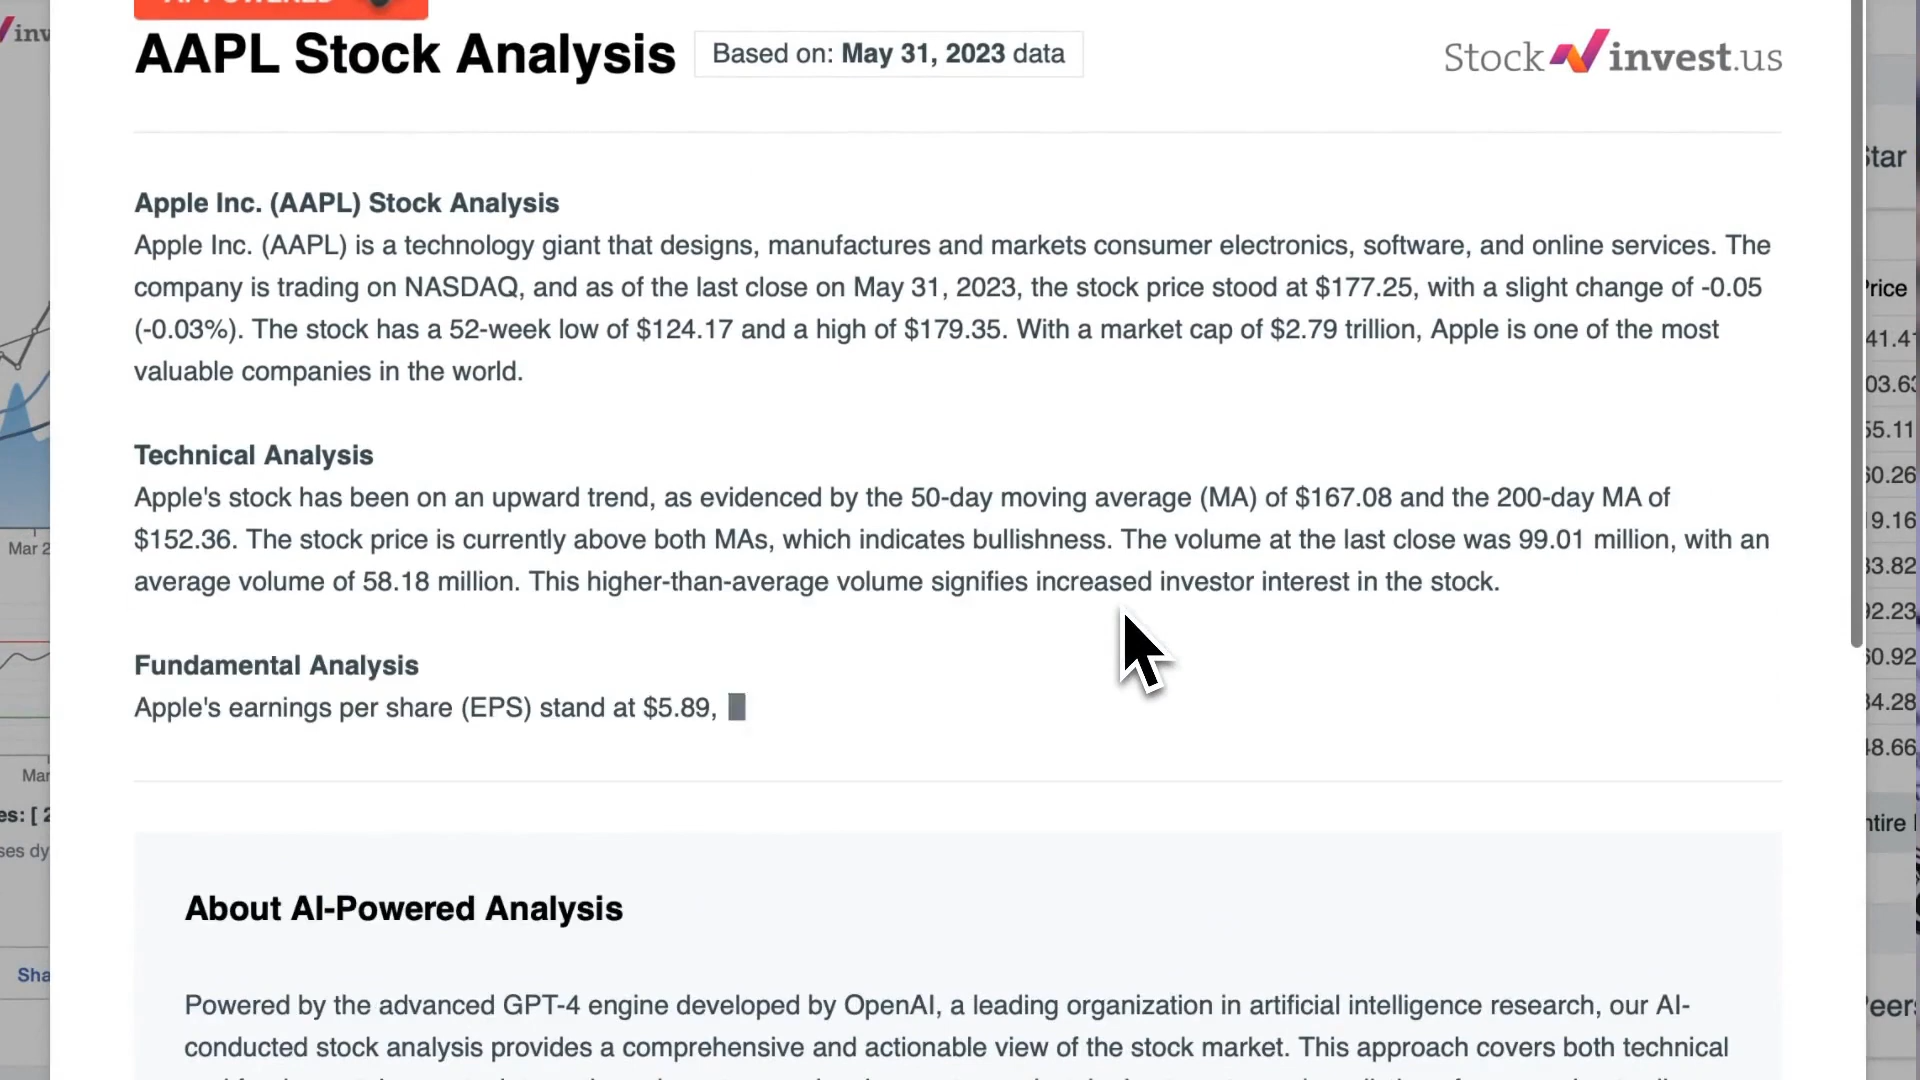 AAPL Stock Analysis
Based on: May 31, 2023 data
Stock invest.us
Apple Inc. (AAPL) Stock Analysis
Apple Inc. (AAPL) is a technology giant that designs, manufactures and markets consumer electronics, software, and online services. The
company is trading on NASDAQ, and as of the last close on May 31, 2023, the stock price stood at $177.25, with a slight change of -0.05
(-0.03%). The stock has a 52-week low of $124.17 and a high of $179.35. With a market cap of $2.79 trillion, Apple is one of the most
valuable companies in the world.
Technical Analysis
Apple's stock has been on an upward trend, as evidenced by the 50-day moving average (MA) of $167.08 and the 200-day MA of
$152.36. The stock price is currently above both MAs, which indicates bullishness. The volume at the last close was 99.01 million, with an
average volume of 58.18 million. This higher-than-average volume signifies increased investor interest in the stock.
Fundamental Analysis
Apple's earnings per share (EPS) stand at $5.89,
About AI-Powered Analysis
Powered by the advanced GPT-4 engine developed by OpenAI, a leading organization in artificial intelligence research, our AI-
conducted stock analysis provides a comprehensive and actionable view of the stock market. This approach covers both technical